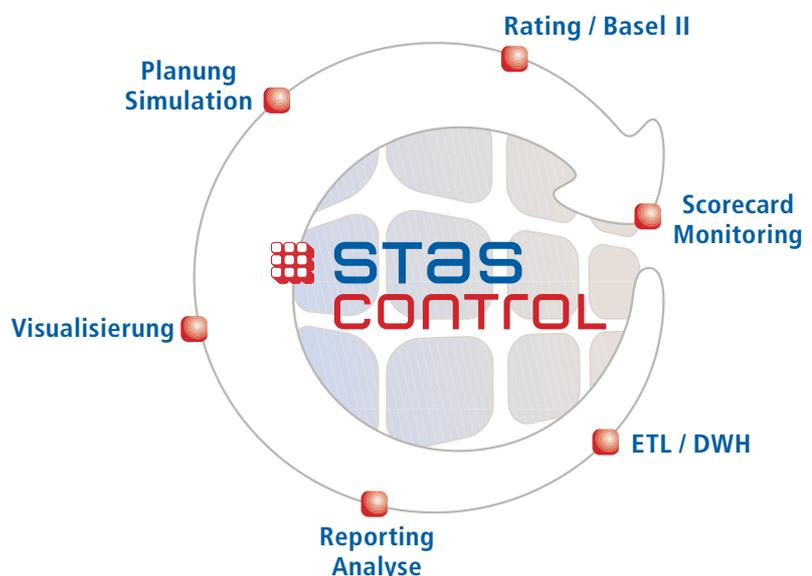 Rating / Basel II
Planung
Simulation
Scorecard
Monitoring
stas
control
Visualisierung
ETL / DWH
Reporting
Analyse